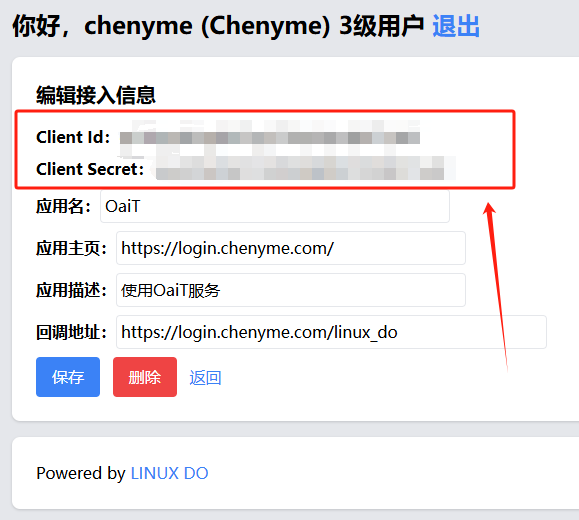 你好，chenyme (Chenyme) 3级用户 退出
编辑接入信息
Client Id：
Client Secret：
应用名： OaiT
应用主页： https://login.chenyme.com/
应用描述： 使用OaiT服务
回调地址： https://login.chenyme.com/linux_do
保存 删除 返回
Powered by LINUX DO